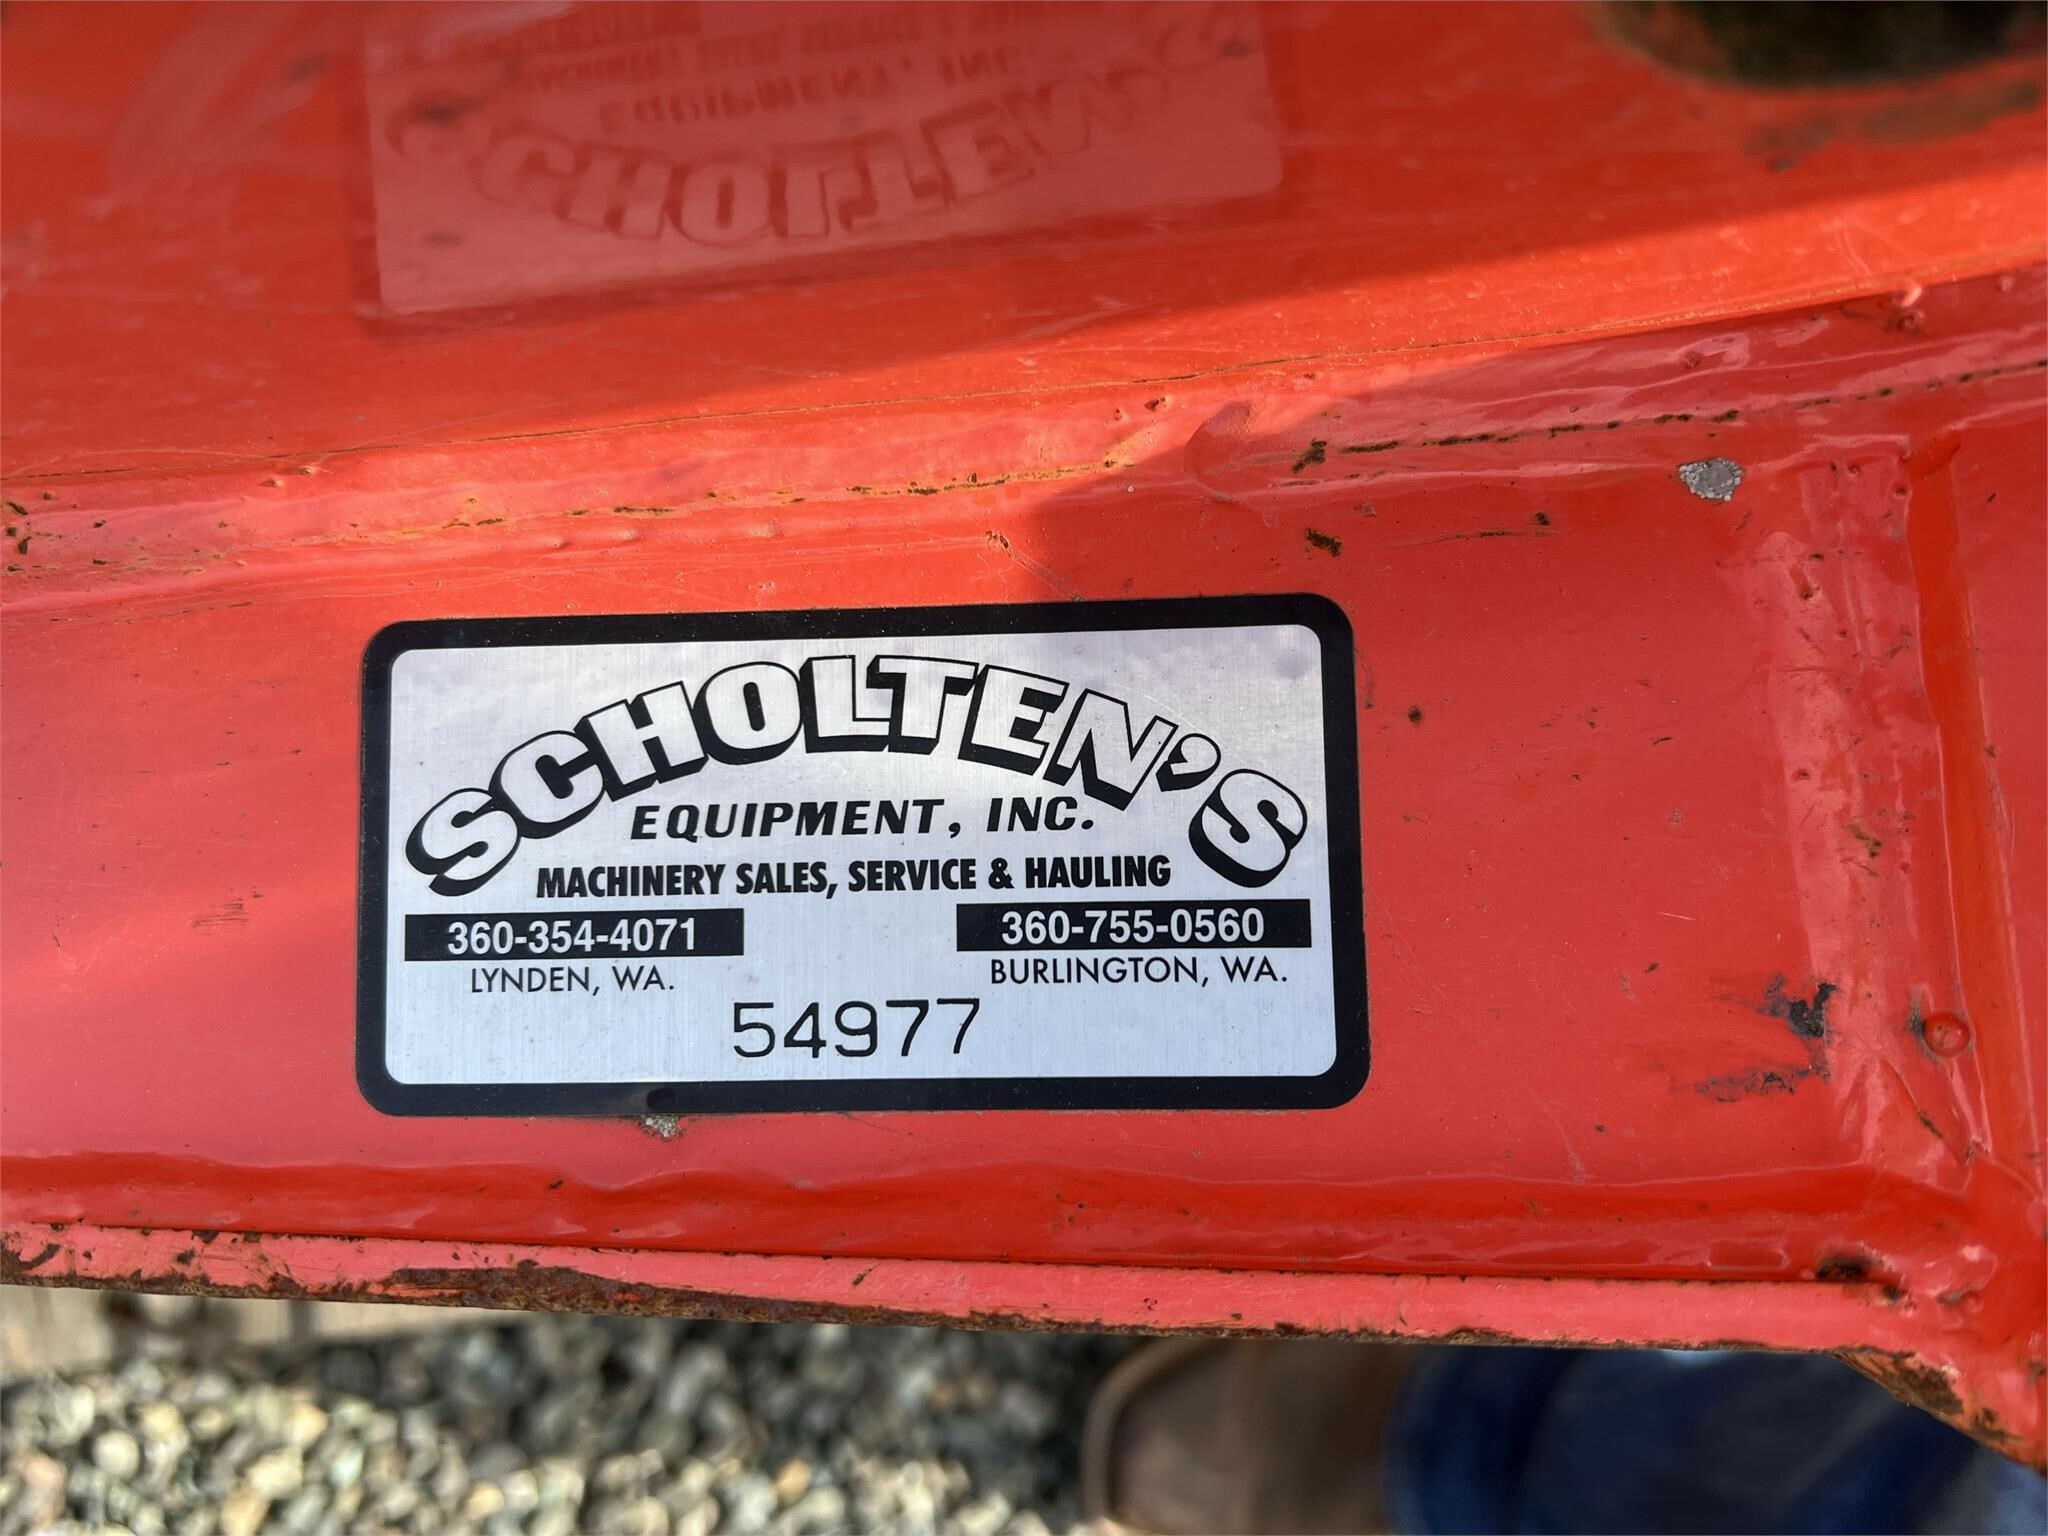 SCHOLTEN'S
EQUIPMENT, INC.
MACHINERY SALES, SERVICE & HAULING
360-354-4071 360-755-0560
LYNDEN, WA. BURLINGTON, WA.
54977